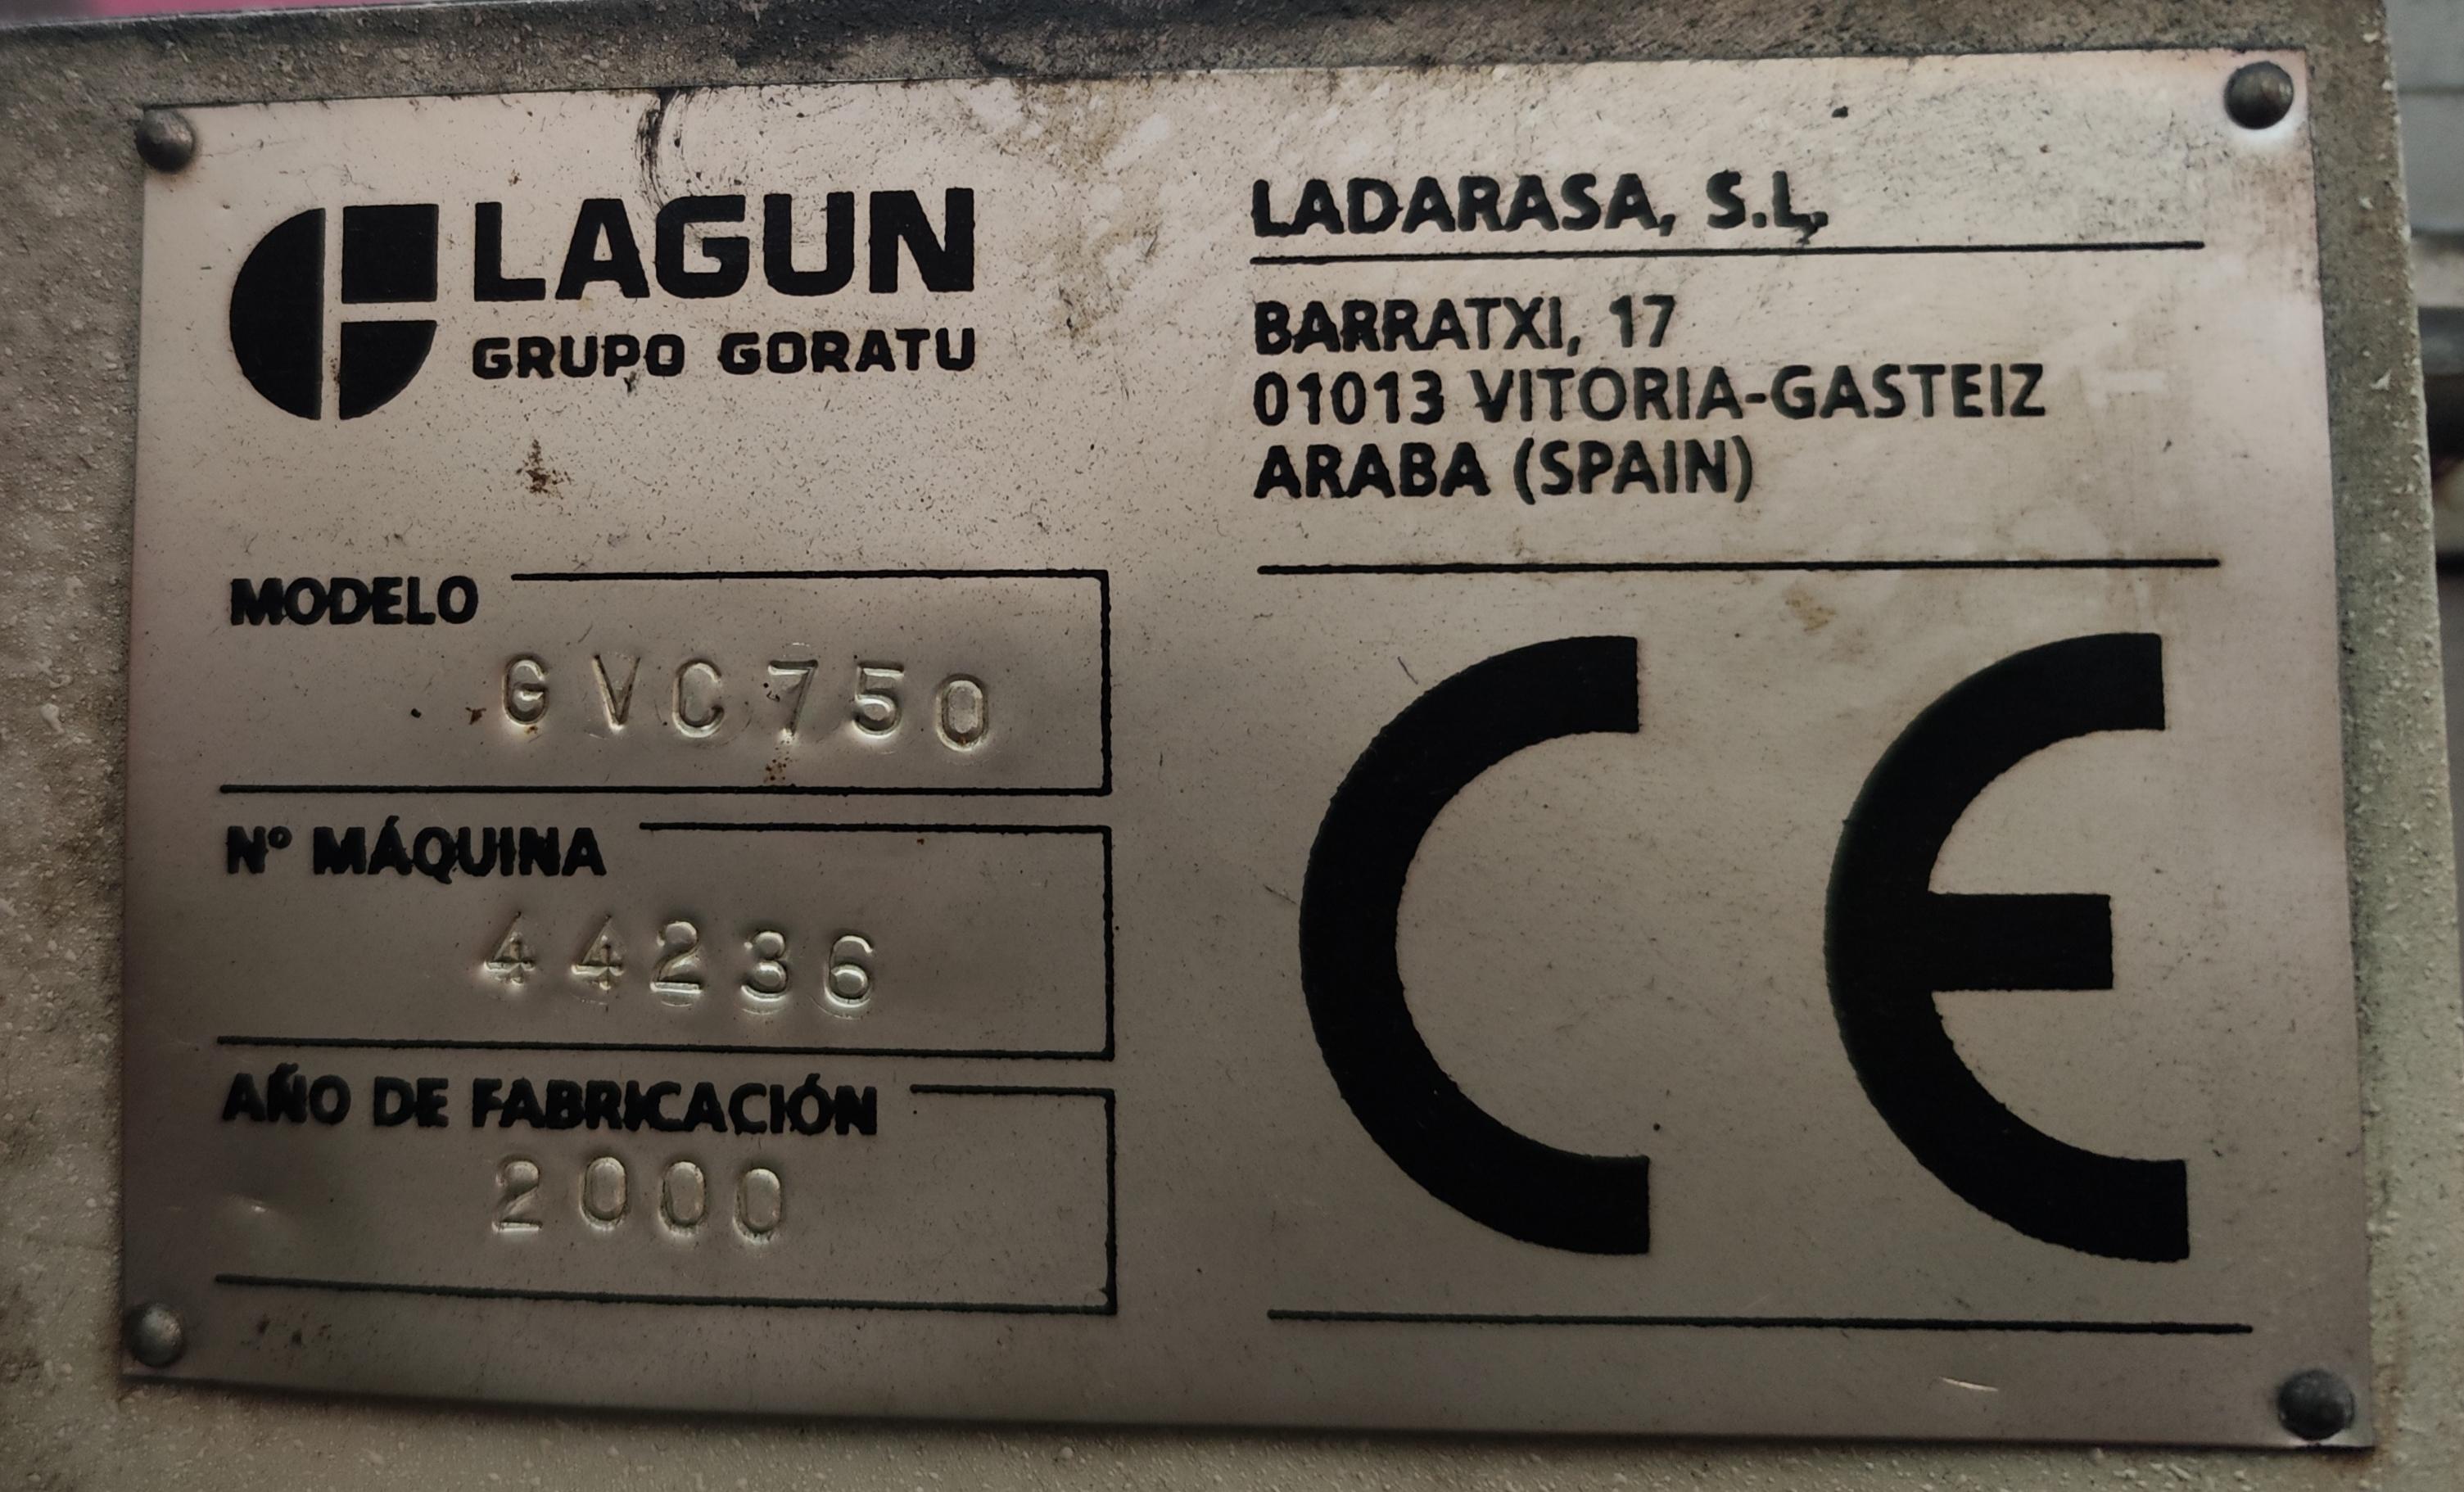 LAGUN
GRUPO GORATU
LADARASA, S.L.
BARRATXI, 17
01013 VITORIA-GASTEIZ
ARABA (SPAIN)
MODELO
GVC750
Nº MÁQUINA
44236
AÑO DE FABRICACIÓN
2000
CE